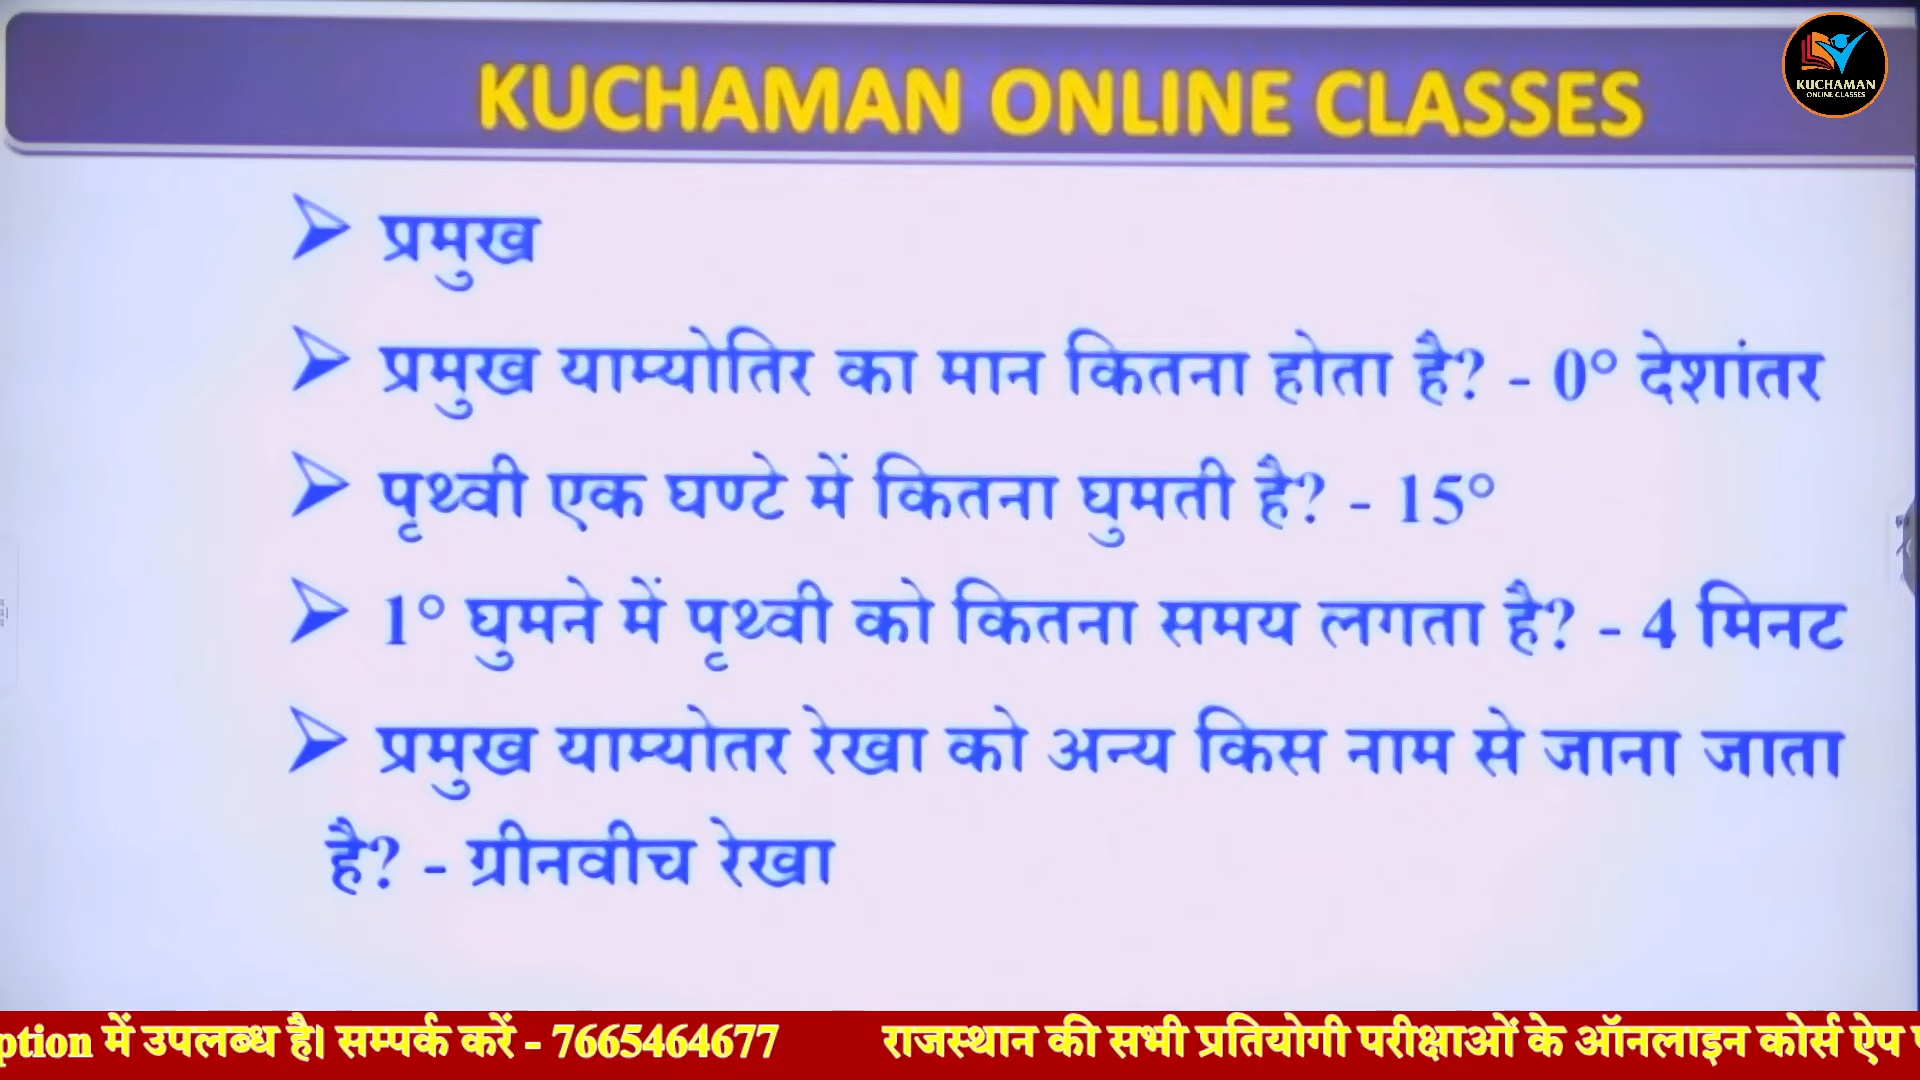 KUCHAMAN ONLINE CLASSES
KUCHAMAN
ONLINE CLASSES
➢ प्रमुख
➢ प्रमुख याम्योतिर का मान कितना होता है? - 0° देशांतर
➢ पृथ्वी एक घण्टे में कितना घुमती है? - 15°
➢ 1° घुमने में पृथ्वी को कितना समय लगता है? - 4 मिनट
➢ प्रमुख याम्योतर रेखा को अन्य किस नाम से जाना जाता
है? - ग्रीनवीच रेखा
ption में उपलब्ध है। सम्पर्क करें - 7665464677 राजस्थान की सभी प्रतियोगी परीक्षाओं के ऑनलाइन कोर्स ऐप